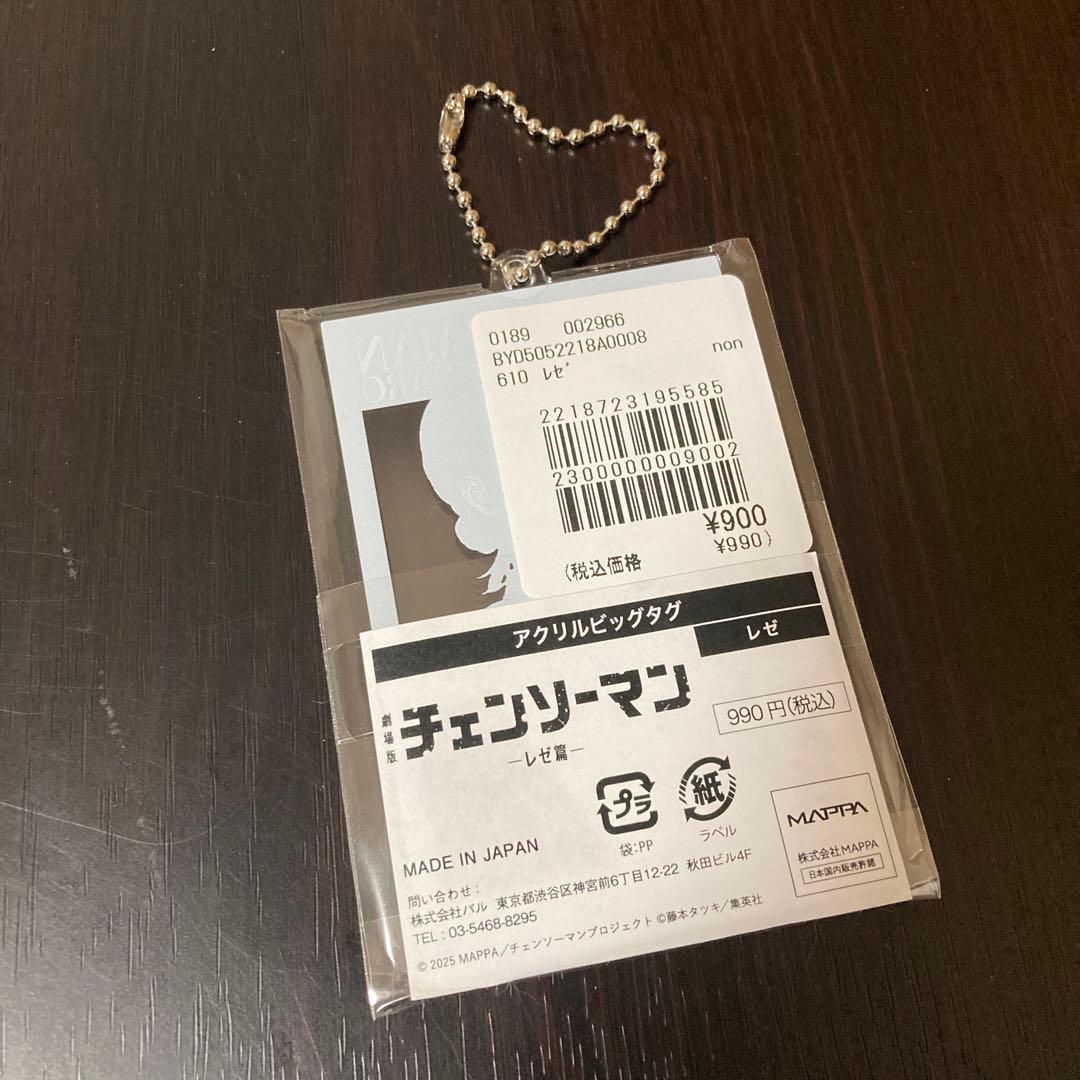 MAN
ARC
0189 002966
BYD5052218A0008
610 ﾚｾﾞ non
2218723195585
2300000009002
¥900
(税込価格 ¥990)
アクリルビッグタグ
レゼ
劇場版
チェンソーマン
—レゼ篇—
990円(税込)
プラ
紙
袋:PP
ラベル
MAPPA
株式会社MAPPA
日本国内販売許諾
MADE IN JAPAN
問い合わせ:
株式会社パル 東京都渋谷区神宮前6丁目12-22 秋田ビル4F
TEL:03-5468-8295
© 2025 MAPPA/チェンソーマンプロジェクト ©藤本タツキ/集英社